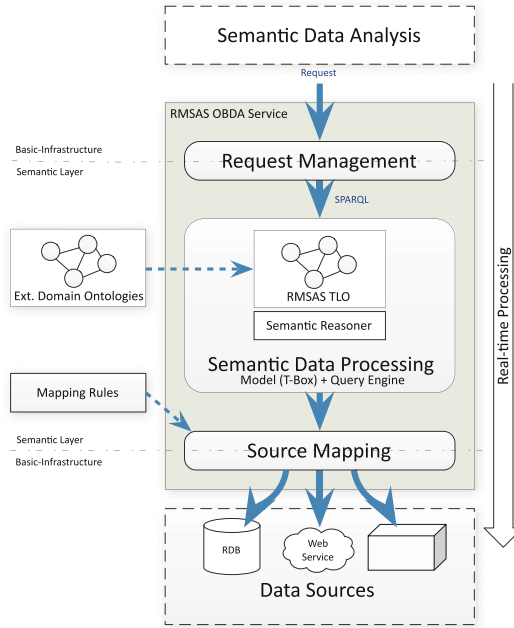 Semantic Data Analysis
Request
RMSAS OBDA Service
Basic-Infrastructure
Semantic Layer
Request Management
SPARQL
Ext. Domain Ontologies
RMSAS TLO
Semantic Reasoner
Semantic Data Processing
Model (T-Box) + Query Engine
Mapping Rules
Semantic Layer
Basic-Infrastructure
Source Mapping
RDB
Web
Service
Data Sources
Real-time Processing